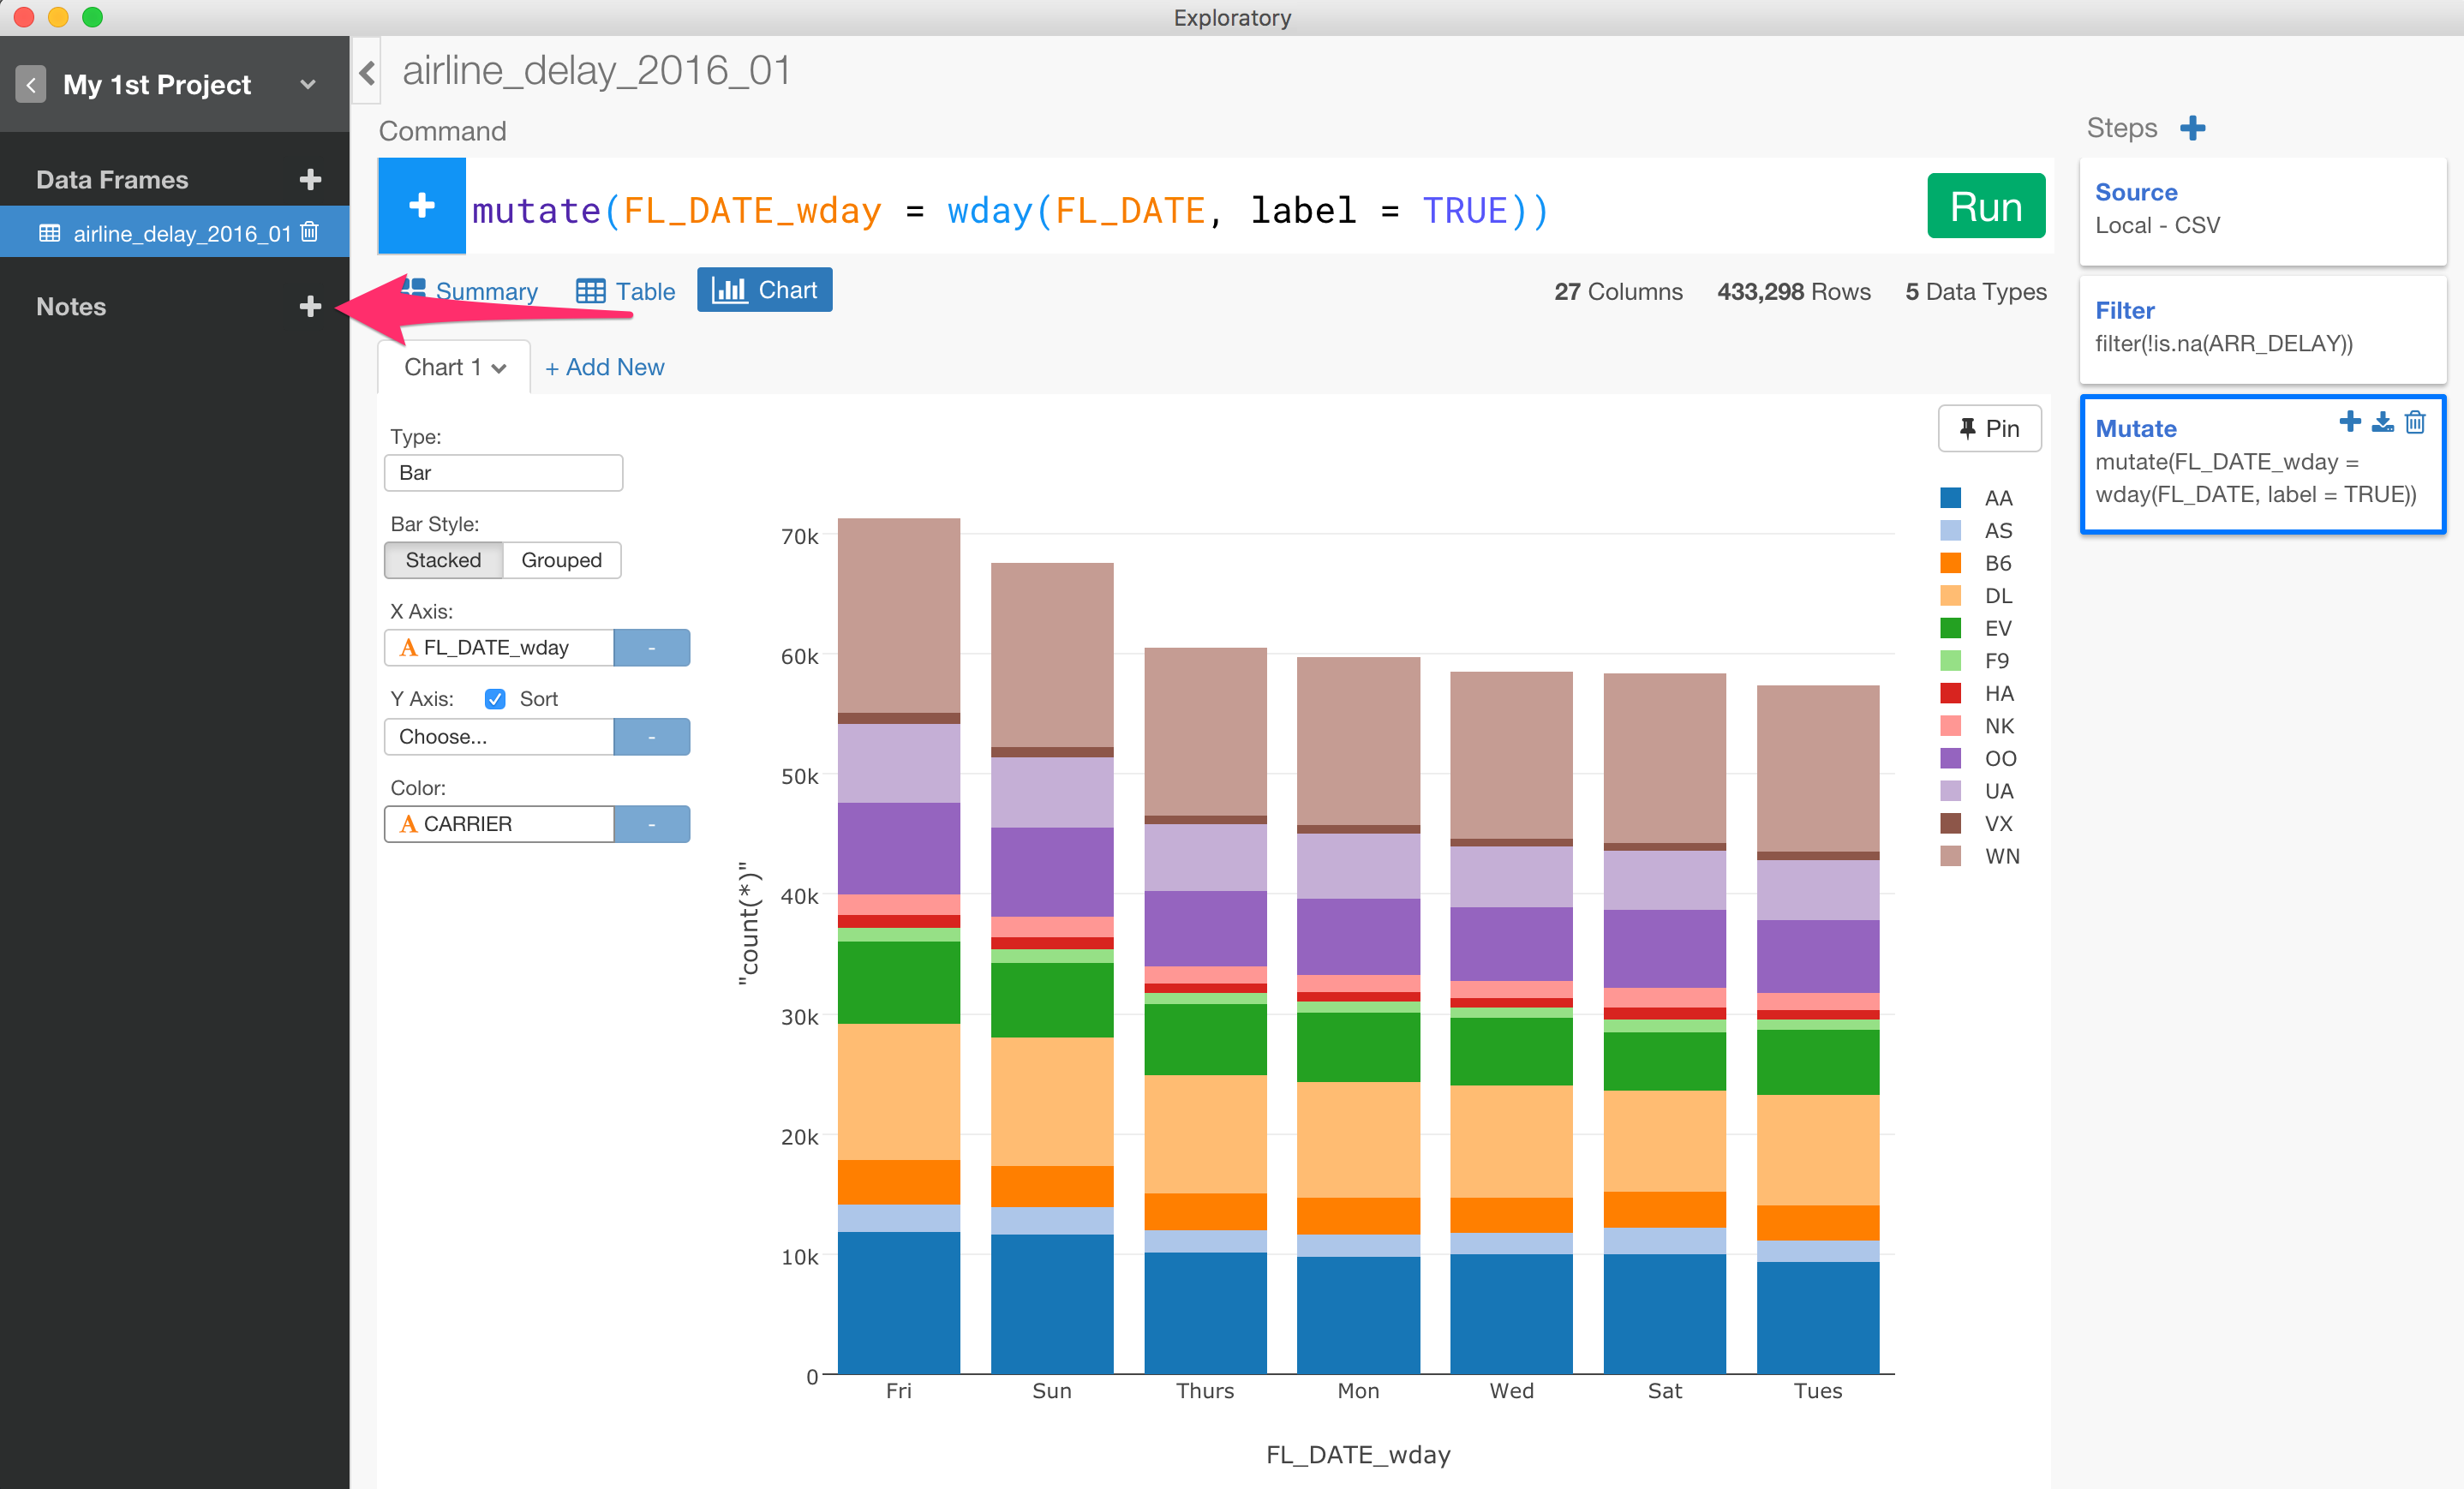 Exploratory
My 1st Project
airline_delay_2016_01
Data Frames
airline_delay_2016_01
Notes
Command
mutate(FL_DATE_wday = wday(FL_DATE, label = TRUE))
Run
Summary
Table
Chart
27 Columns 433,298 Rows 5 Data Types
Chart 1
+ Add New
Type:
Bar
Bar Style:
Stacked Grouped
X Axis:
FL_DATE_wday
-
Y Axis: Sort
Choose...
-
Color:
CARRIER
-
Pin
"count(*)"
70k
60k
50k
40k
30k
20k
10k
0
Fri Sun Thurs Mon Wed Sat Tues
FL_DATE_wday
AA
AS
B6
DL
EV
F9
HA
NK
OO
UA
VX
WN
Steps
Source
Local - CSV
Filter
filter(!is.na(ARR_DELAY))
Mutate
mutate(FL_DATE_wday =
wday(FL_DATE, label = TRUE))